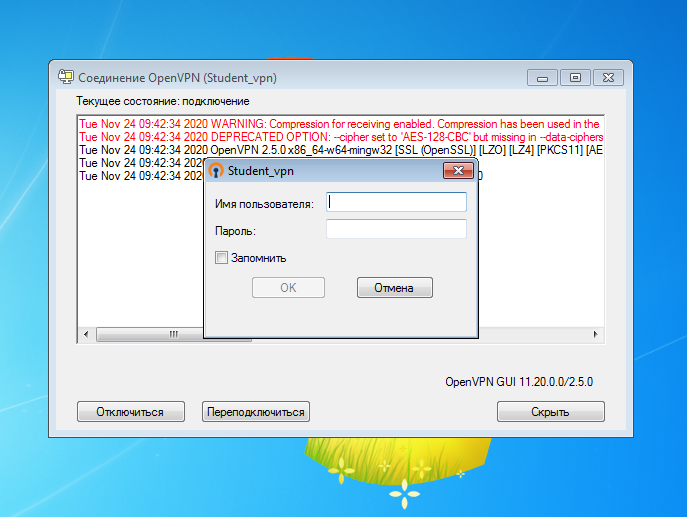 Соединение OpenVPN (Student_vpn)
Текущее состояние: подключение
Tue Nov 24 09:42:34 2020 WARNING: Compression for receiving enabled. Compression has been used in the
Tue Nov 24 09:42:34 2020 DEPRECATED OPTION: --cipher set to 'AES-128-CBC' but missing in --data-ciphers
Tue Nov 24 09:42:34 2020 OpenVPN 2.5.0 x86_64-w64-mingw32 [SSL (OpenSSL)] [LZO] [LZ4] [PKCS11] [AE
Tue Nov 24 09:42:34 2020
Tue Nov 24 09:42:34 2020 0
Student_vpn
Имя пользователя:
Пароль:
Запомнить
OK
Отмена
OpenVPN GUI 11.20.0.0/2.5.0
Отключиться
Переподключиться
Скрыть